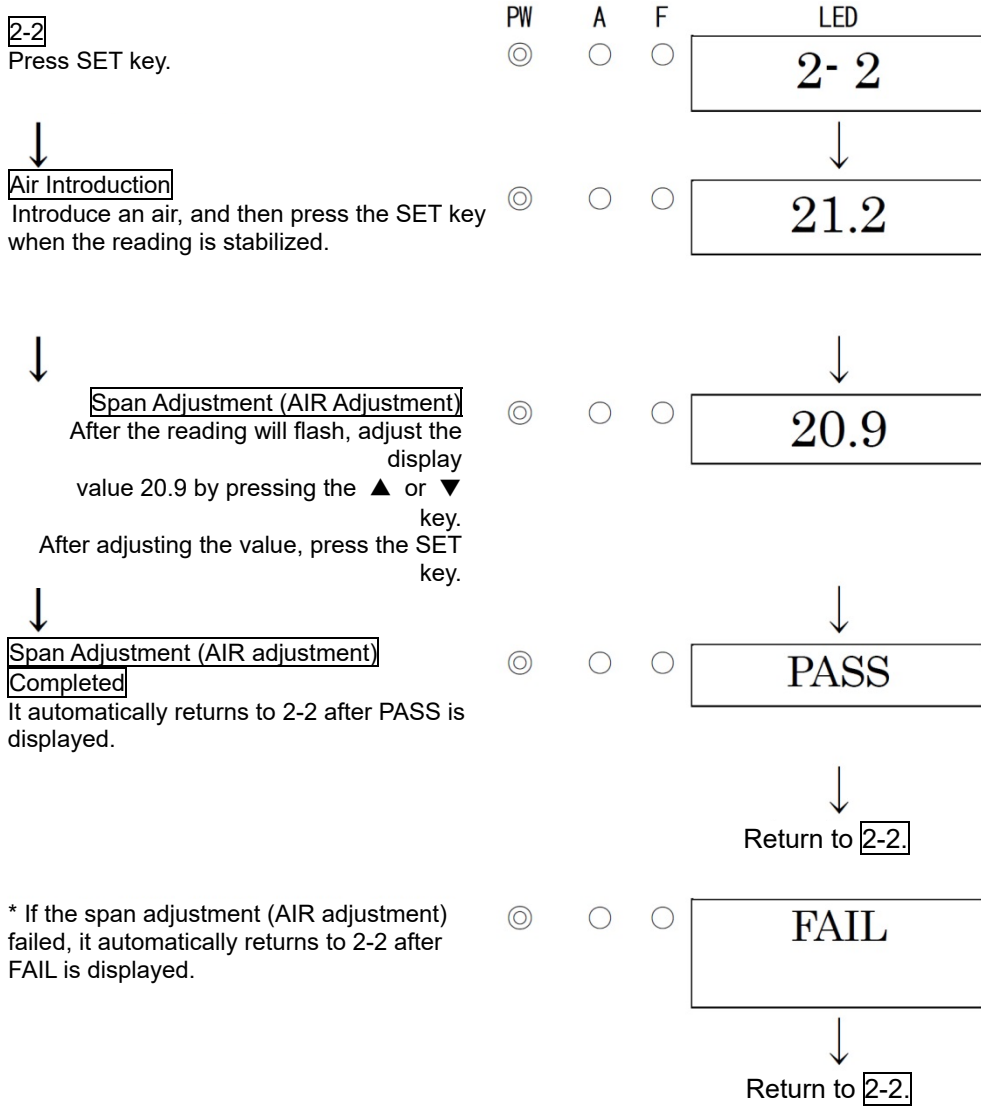 PW A F LED
2-2
Press SET key.
2- 2
↓ ↓
Air Introduction
Introduce an air, and then press the SET key
when the reading is stabilized.
21.2
↓ ↓
Span Adjustment (AIR Adjustment)
After the reading will flash, adjust the
display
value 20.9 by pressing the ▲ or ▼
key.
After adjusting the value, press the SET
key.
20.9
↓ ↓
Span Adjustment (AIR adjustment)
Completed
It automatically returns to 2-2 after PASS is
displayed.
PASS
↓
Return to 2-2.
* If the span adjustment (AIR adjustment)
failed, it automatically returns to 2-2 after
FAIL is displayed.
FAIL
↓
Return to 2-2.